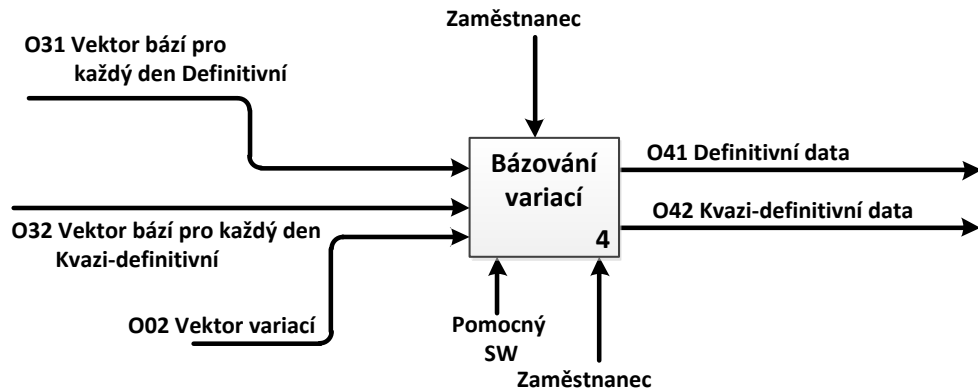 Zaměstnanec
O31 Vektor bází pro
každý den Definitivní
Bázování
variací
4
O41 Definitivní data
O42 Kvazi-definitivní data
O32 Vektor bází pro každý den
Kvazi-definitivní
O02 Vektor variací
Pomocný
SW
Zaměstnanec